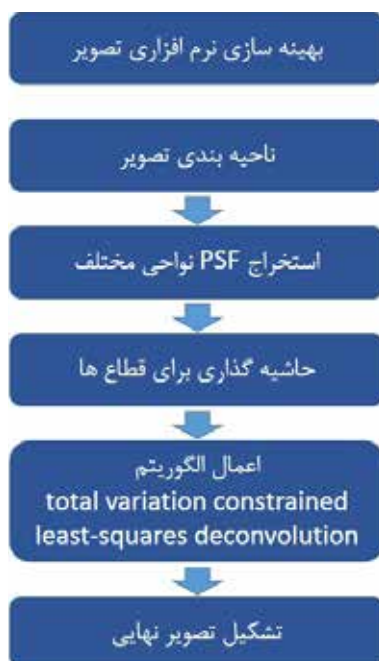 بهینه سازی نرم افزاری تصویر
ناحیه بندی تصویر
استخراج PSF نواحی مختلف
حاشیه گذاری برای قطاع ها
اعمال الگوریتم
total variation constrained
least-squares deconvolution
تشکیل تصویر نهایی